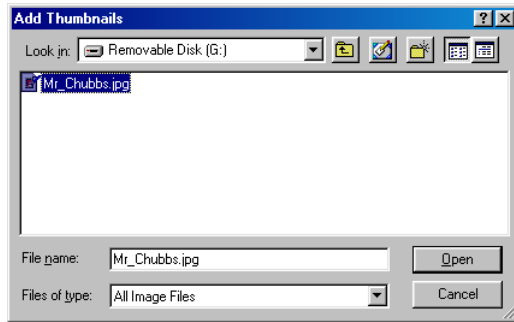 Add Thumbnails
Look in: Removable Disk (G:)
Mr_Chubbs.jpg
File name: Mr_Chubbs.jpg Open
Files of type: All Image Files Cancel